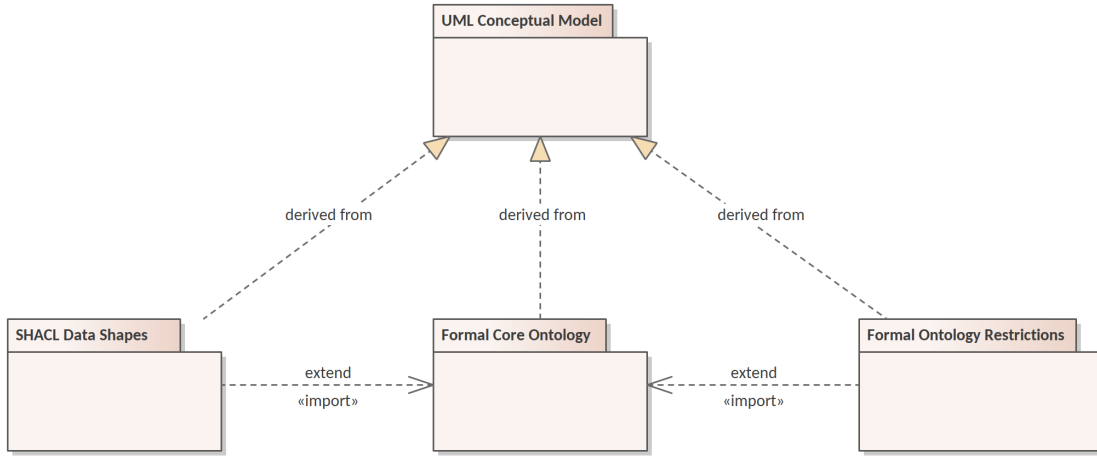 UML Conceptual Model
derived from
derived from
derived from
SHACL Data Shapes
Formal Core Ontology
Formal Ontology Restrictions
extend
«import»
extend
«import»